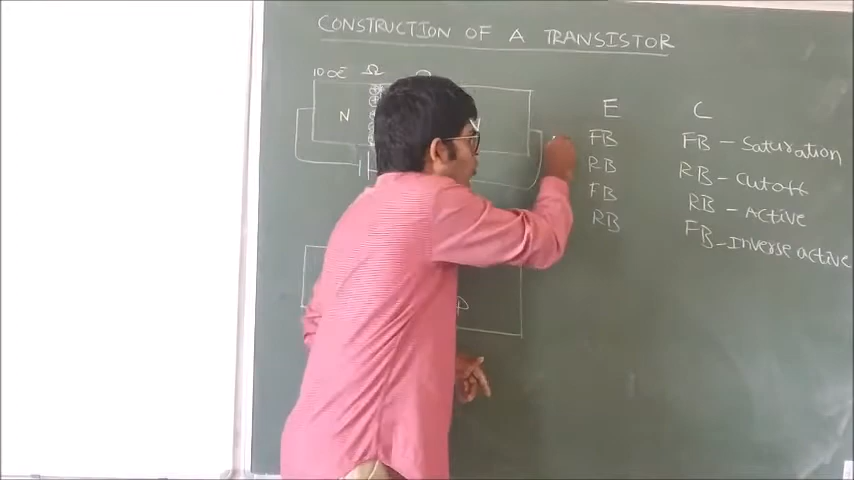 CONSTRUCTION OF A TRANSISTOR
E C
FB FB - Saturation
RB RB - Cutoff
FB RB - Active
RB FB - Inverse active
N
P